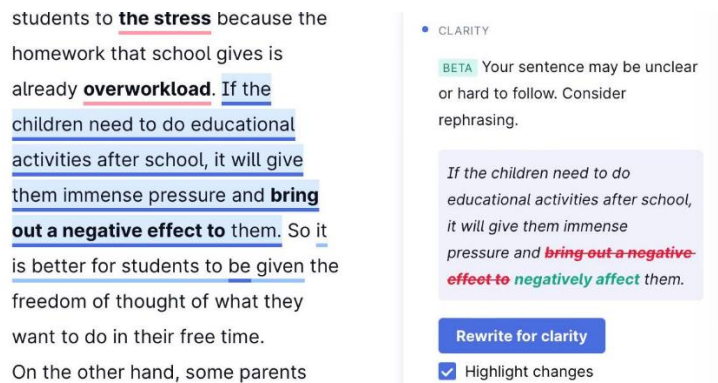 students to the stress because the
homework that school gives is
already overworkload. If the
children need to do educational
activities after school, it will give
them immense pressure and bring
out a negative effect to them. So it
is better for students to be given the
freedom of thought of what they
want to do in their free time.
On the other hand, some parents
CLARITY
BETA Your sentence may be unclear
or hard to follow. Consider
rephrasing.
If the children need to do
educational activities after school,
it will give them immense
pressure and bring out a negative
effect to negatively affect them.
Rewrite for clarity
Highlight changes